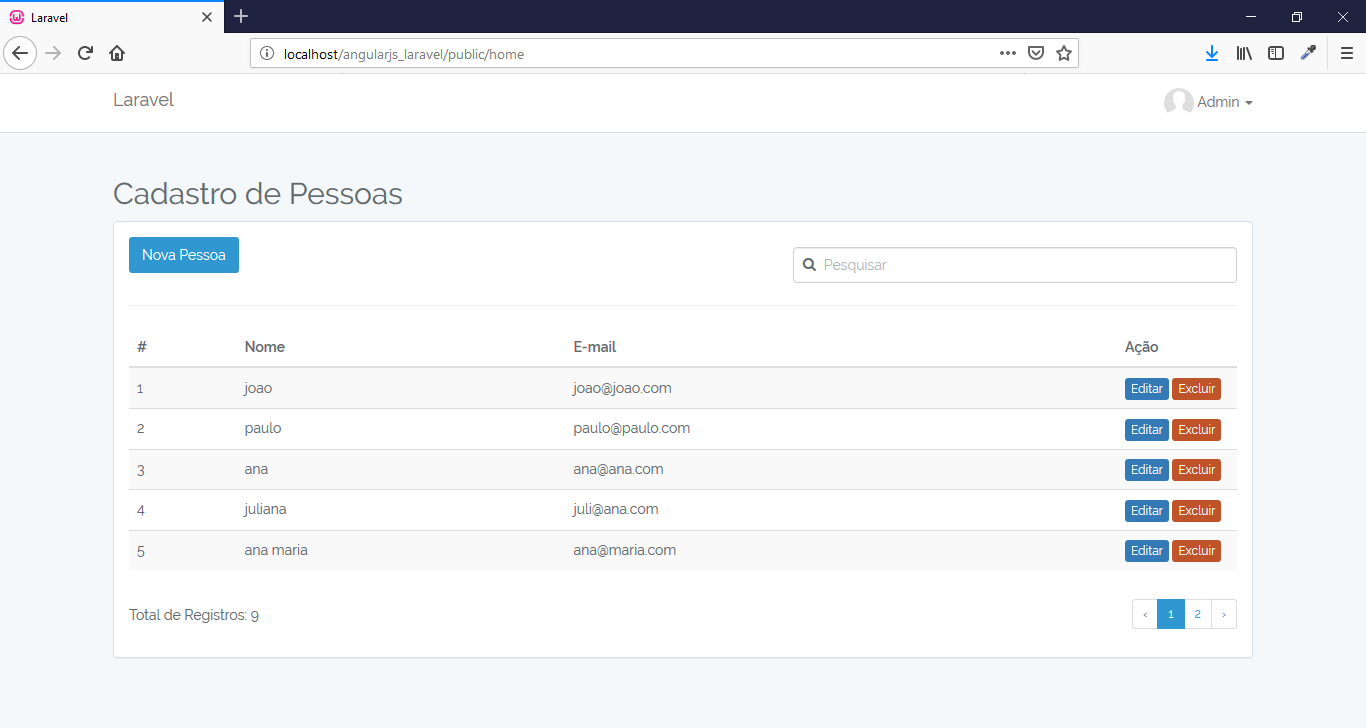 Laravel
localhost/angularjs_laravel/public/home
Laravel
Admin
Cadastro de Pessoas
Nova Pessoa
Pesquisar
# Nome E-mail Ação
1 joao joao@joao.com Editar Excluir
2 paulo paulo@paulo.com Editar Excluir
3 ana ana@ana.com Editar Excluir
4 juliana juli@ana.com Editar Excluir
5 ana maria ana@maria.com Editar Excluir
Total de Registros: 9 ‹ 1 2 ›